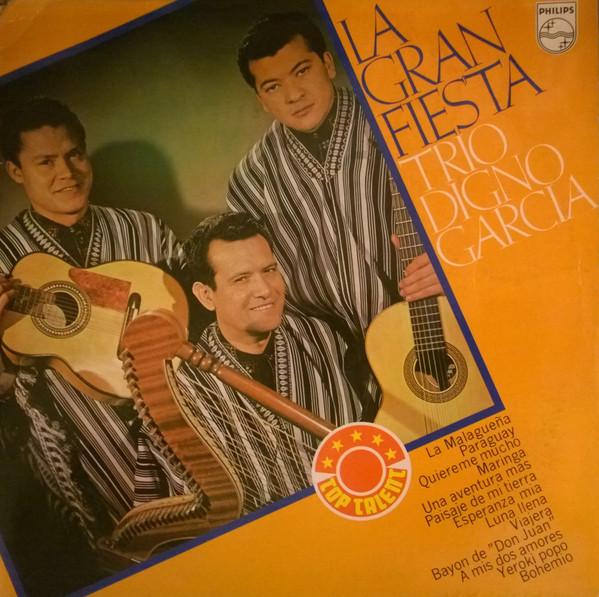 PHILIPS
LA
GRAN
FIESTA
TRIO
DIGNO
GARCIA
TOP TALENT
La Malagueña
Paraguay
Quiereme mucho
Maringa
Una aventura más
Paisaje de mi tierra
Esperanza mia
Luna llena
Viajera
Bayon de "Don Juan"
A mis dos amores
Yeroki popo
Bohemio